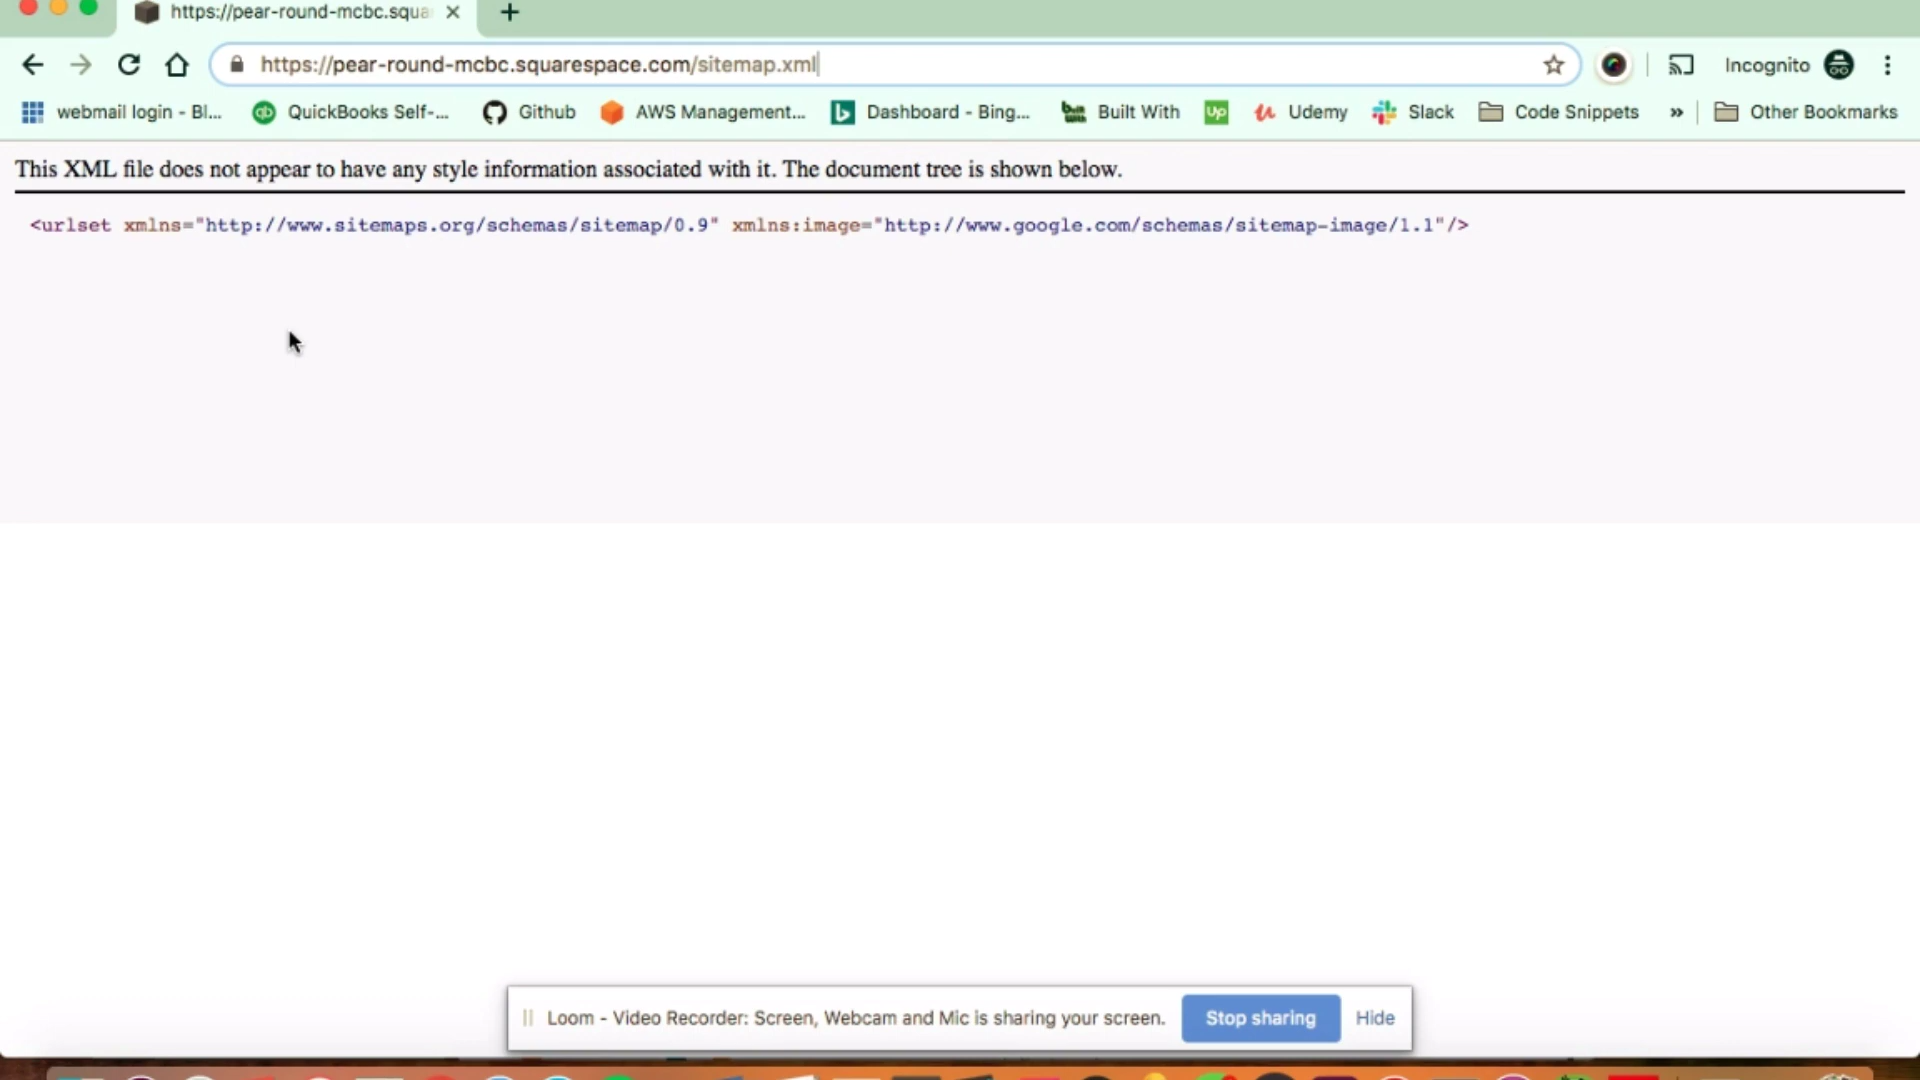 https://pear-round-mcbc.squa
https://pear-round-mcbc.squarespace.com/sitemap.xml
Incognito
webmail login - Bl...
QuickBooks Self-...
Github
AWS Management...
Dashboard - Bing...
Built With
Up
Udemy
Slack
Code Snippets
»
Other Bookmarks
This XML file does not appear to have any style information associated with it. The document tree is shown below.
<urlset xmlns="http://www.sitemaps.org/schemas/sitemap/0.9" xmlns:image="http://www.google.com/schemas/sitemap-image/1.1"/>
Loom - Video Recorder: Screen, Webcam and Mic is sharing your screen.
Stop sharing
Hide